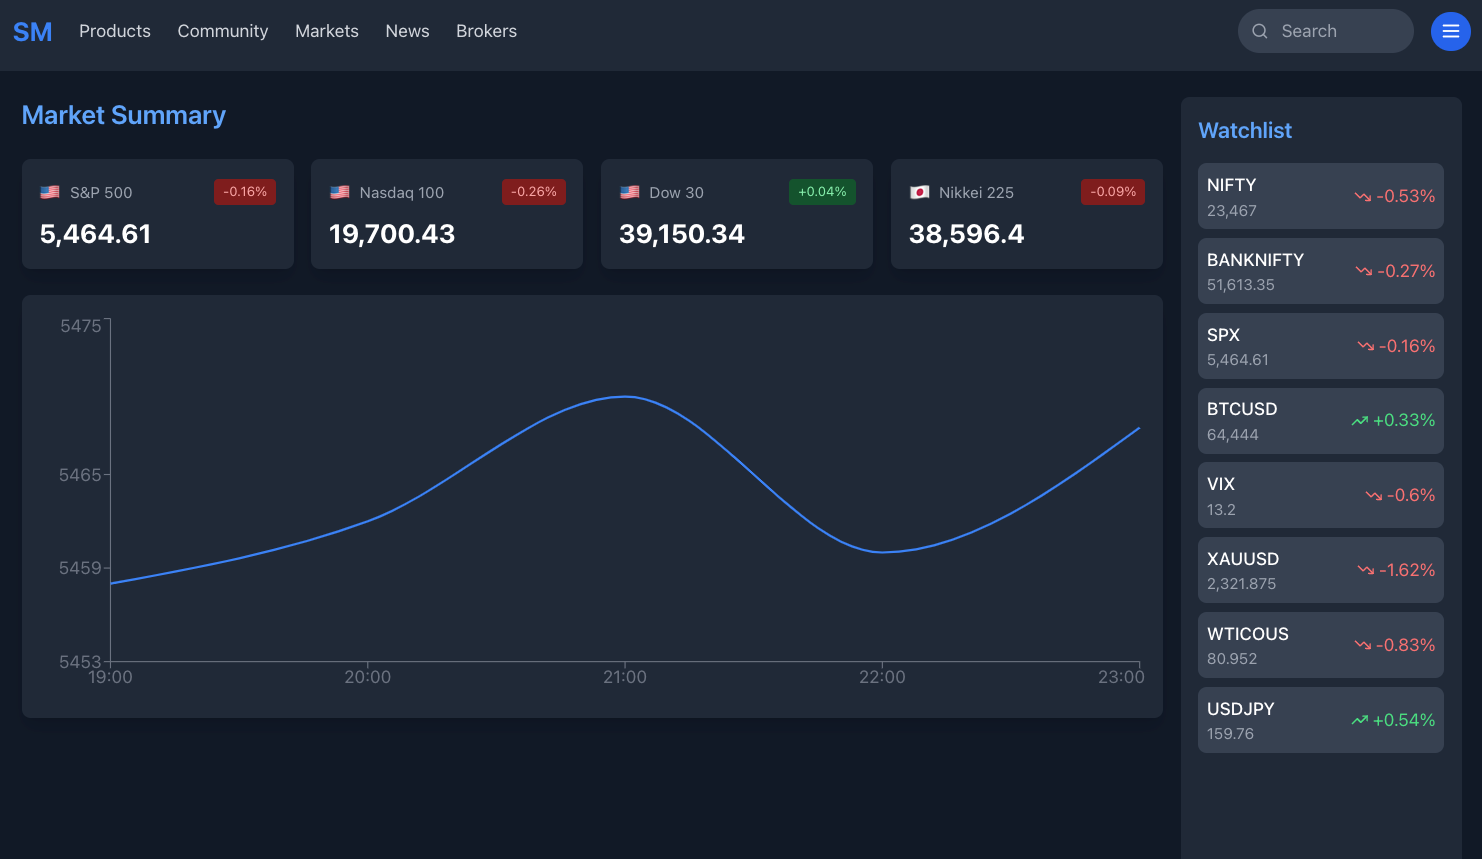 SM Products Community Markets News Brokers Search
Market Summary
S&P 500 -0.16%
5,464.61
Nasdaq 100 -0.26%
19,700.43
Dow 30 +0.04%
39,150.34
Nikkei 225 -0.09%
38,596.4
5475
5465
5459
5453
19:00 20:00 21:00 22:00 23:00
Watchlist
NIFTY
23,467
-0.53%
BANKNIFTY
51,613.35
-0.27%
SPX
5,464.61
-0.16%
BTCUSD
64,444
+0.33%
VIX
13.2
-0.6%
XAUUSD
2,321.875
-1.62%
WTICOUS
80.952
-0.83%
USDJPY
159.76
+0.54%